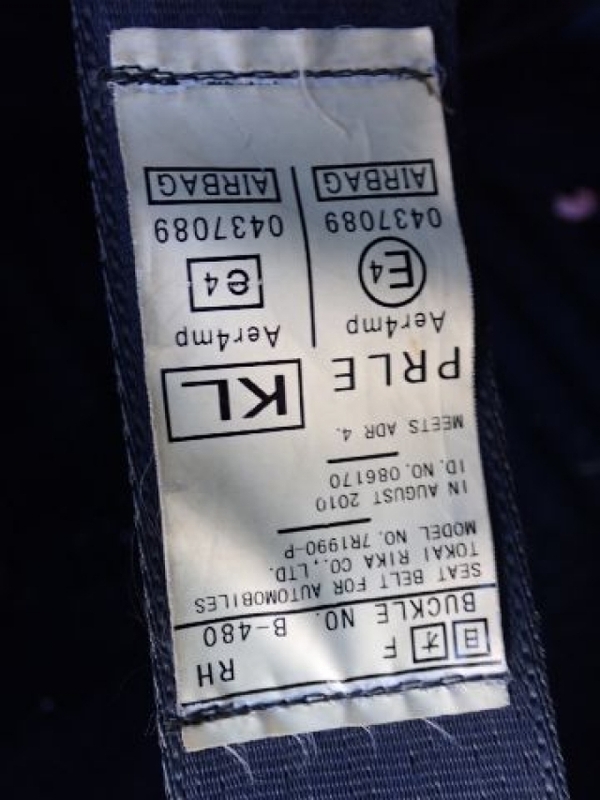 日 オ F RH
BUCKLE NO. B-480
SEAT BELT FOR AUTOMOBILES
TOKAI RIKA CO., LTD.
MODEL NO. 7R1990-P
IN AUGUST 2010
ID. NO. 086170
MEETS ADR 4.
PRLE KL
Aer4mp Aer4mp
E4 e4
0437089 0437089
AIRBAG AIRBAG